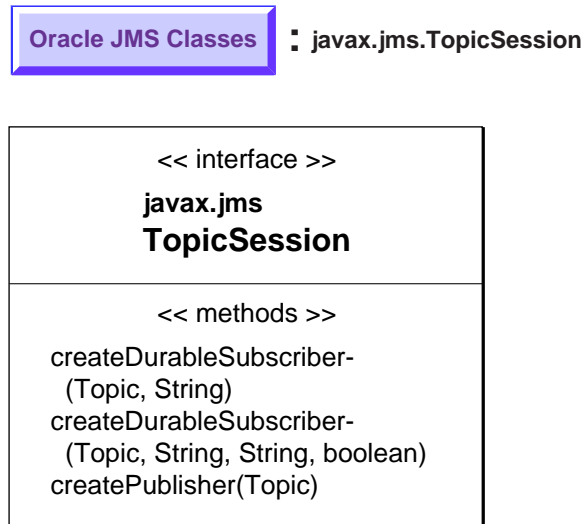 Oracle JMS Classes : javax.jms.TopicSession
<< interface >>
javax.jms
TopicSession
<< methods >>
createDurableSubscriber-
(Topic, String)
createDurableSubscriber-
(Topic, String, String, boolean)
createPublisher(Topic)